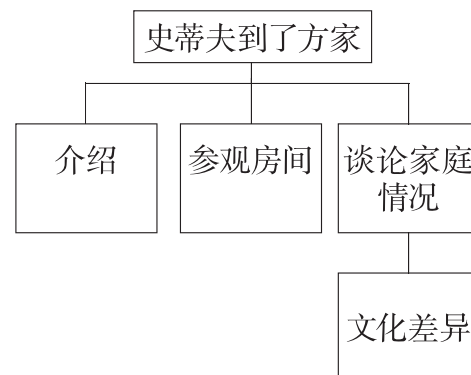 史蒂夫到了方家
介绍
参观房间
谈论家庭
情况
文化差异